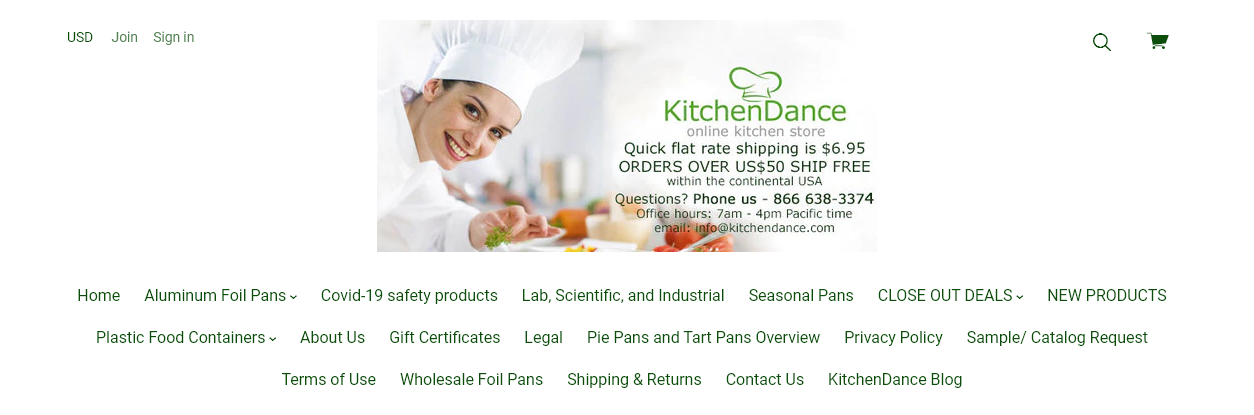 USD Join Sign in
KitchenDance
online kitchen store
Quick flat rate shipping is $6.95
ORDERS OVER US$50 SHIP FREE
within the continental USA
Questions? Phone us - 866 638-3374
Office hours: 7am - 4pm Pacific time
email: info@kitchendance.com
Home Aluminum Foil Pans Covid-19 safety products Lab, Scientific, and Industrial Seasonal Pans CLOSE OUT DEALS NEW PRODUCTS
Plastic Food Containers About Us Gift Certificates Legal Pie Pans and Tart Pans Overview Privacy Policy Sample/ Catalog Request
Terms of Use Wholesale Foil Pans Shipping & Returns Contact Us KitchenDance Blog